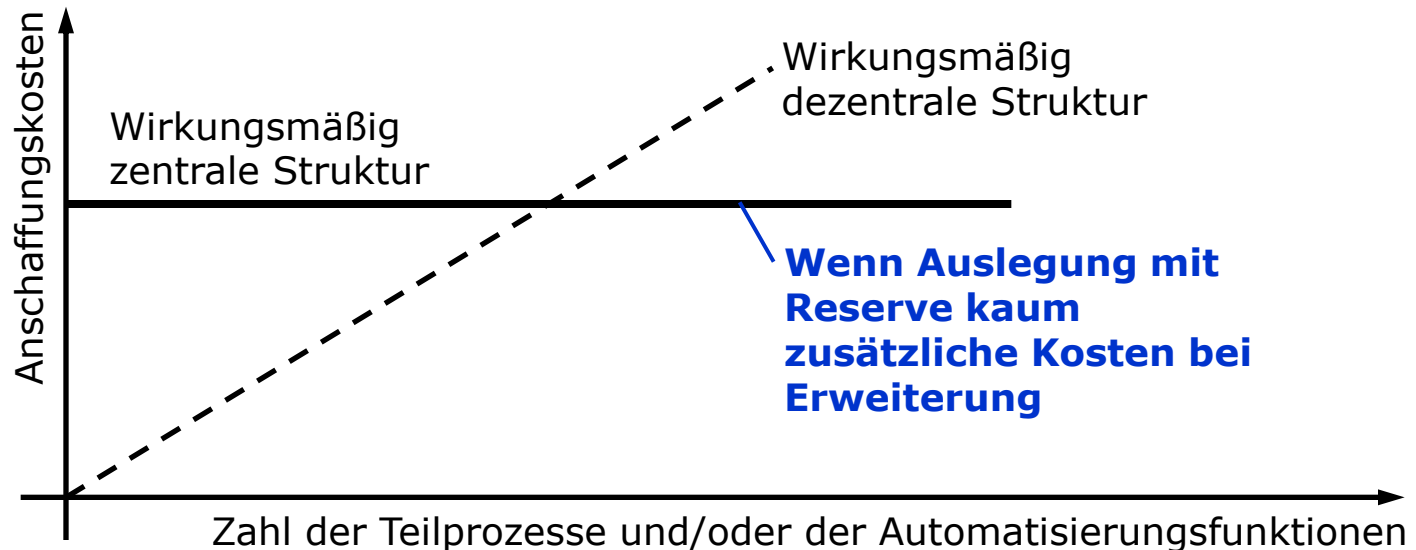 Anschaffungskosten
Wirkungsmäßig
zentrale Struktur
Wirkungsmäßig
dezentrale Struktur
Wenn Auslegung mit
Reserve kaum
zusätzliche Kosten bei
Erweiterung
Zahl der Teilprozesse und/oder der Automatisierungsfunktionen